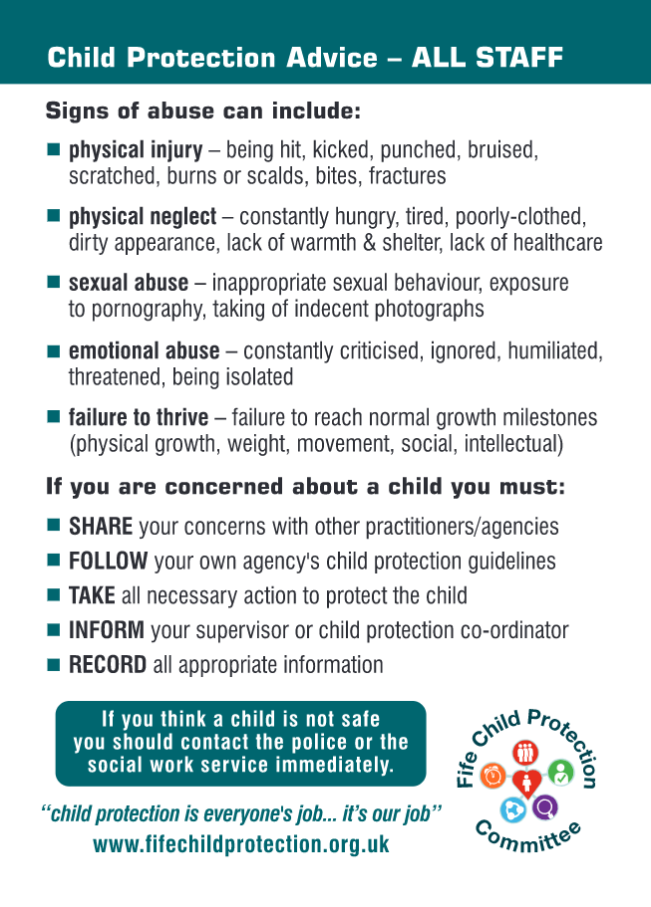 Child Protection Advice – ALL STAFF
Signs of abuse can include:
■ physical injury – being hit, kicked, punched, bruised,
scratched, burns or scalds, bites, fractures
■ physical neglect – constantly hungry, tired, poorly-clothed,
dirty appearance, lack of warmth & shelter, lack of healthcare
■ sexual abuse – inappropriate sexual behaviour, exposure
to pornography, taking of indecent photographs
■ emotional abuse – constantly criticised, ignored, humiliated,
threatened, being isolated
■ failure to thrive – failure to reach normal growth milestones
(physical growth, weight, movement, social, intellectual)
If you are concerned about a child you must:
■ SHARE your concerns with other practitioners/agencies
■ FOLLOW your own agency's child protection guidelines
■ TAKE all necessary action to protect the child
■ INFORM your supervisor or child protection co-ordinator
■ RECORD all appropriate information
If you think a child is not safe
you should contact the police or the
social work service immediately.
“child protection is everyone's job... it’s our job”
www.fifechildprotection.org.uk
Fife Child Protection
Committee